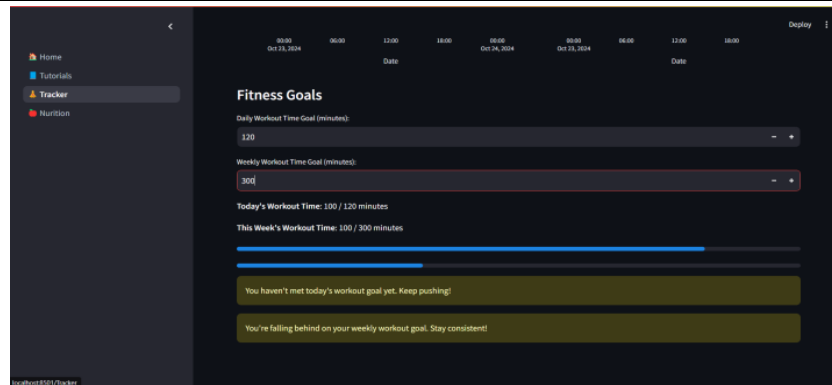 Deploy
Home
Tutorials
Tracker
Nurition
00:00 06:00 12:00 18:00 00:00 00:00 06:00 12:00 18:00
Oct 23, 2024 Oct 24, 2024 Oct 23, 2024
Date Date
Fitness Goals
Daily Workout Time Goal (minutes):
120 - +
Weekly Workout Time Goal (minutes):
300 - +
Today's Workout Time: 100 / 120 minutes
This Week's Workout Time: 100 / 300 minutes
You haven't met today's workout goal yet. Keep pushing!
You're falling behind on your weekly workout goal. Stay consistent!
localhost:8501/Tracker